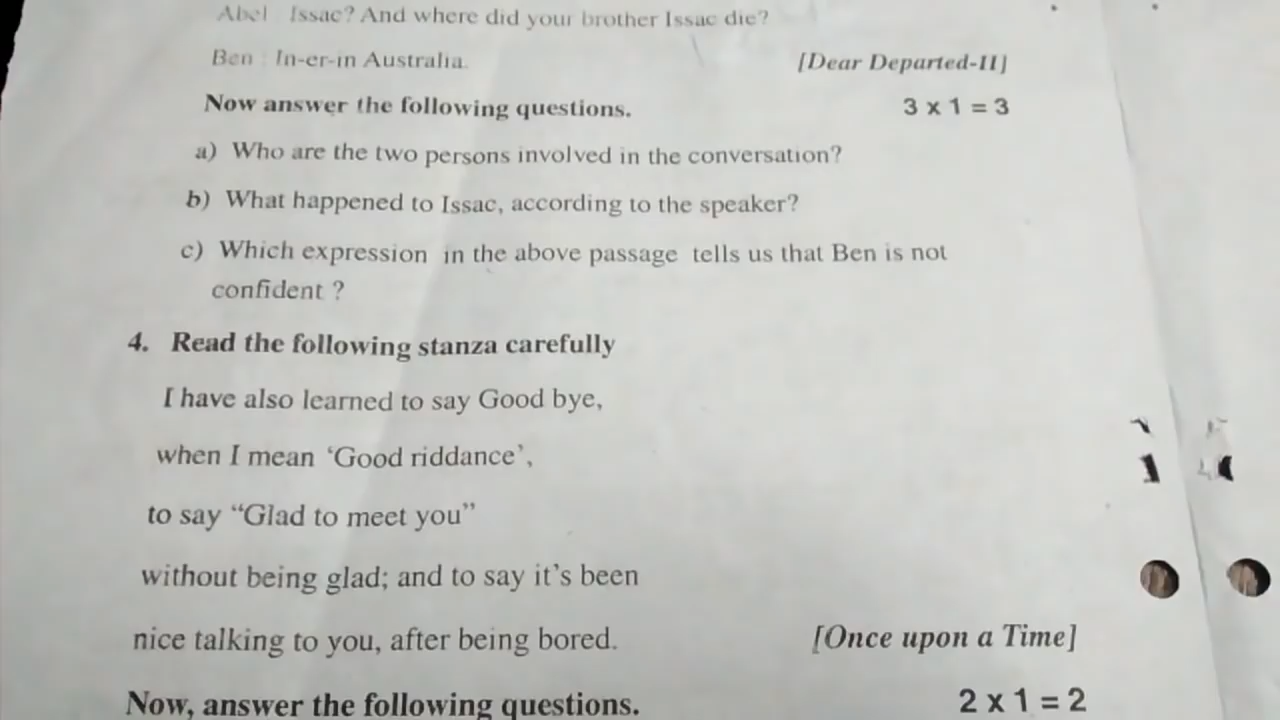 Abel Issac? And where did your brother Issac die?
Ben : In-er-in Australia. [Dear Departed-II]
Now answer the following questions. 3 x 1 = 3
a) Who are the two persons involved in the conversation?
b) What happened to Issac, according to the speaker?
c) Which expression in the above passage tells us that Ben is not
confident ?
4. Read the following stanza carefully
I have also learned to say Good bye,
when I mean ‘Good riddance’,
to say “Glad to meet you”
without being glad; and to say it’s been
nice talking to you, after being bored. [Once upon a Time]
Now, answer the following questions. 2 x 1 = 2